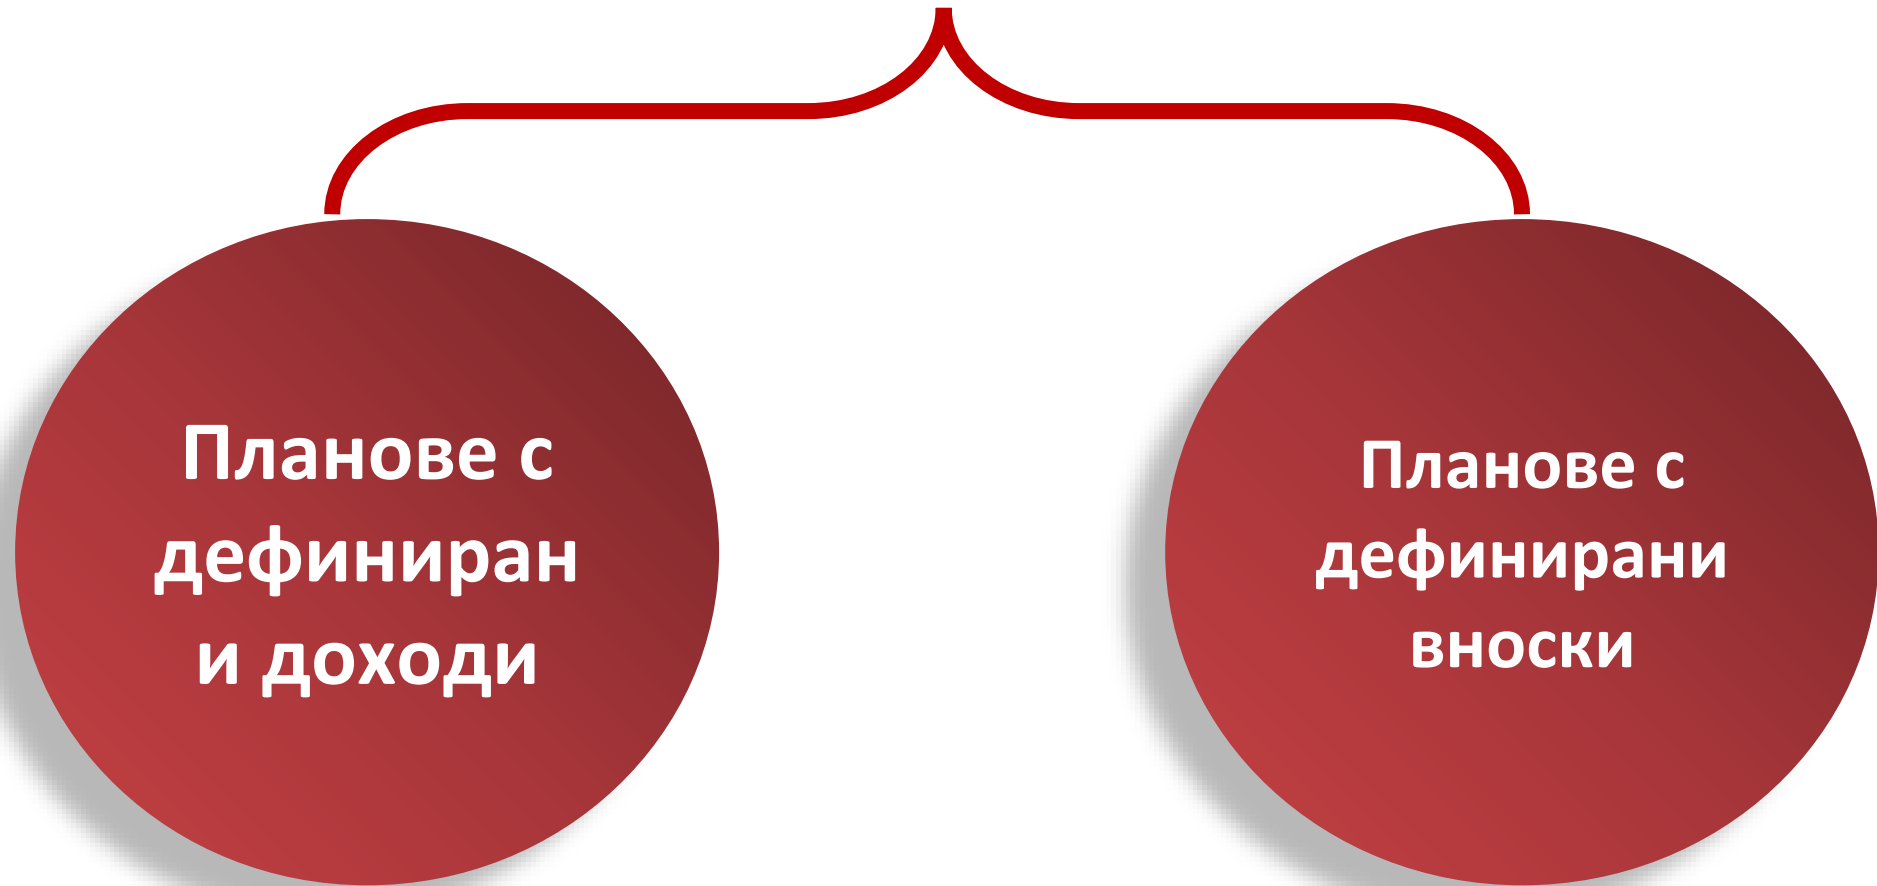 Планове с
дефиниран
и доходи
Планове с
дефинирани
вноски